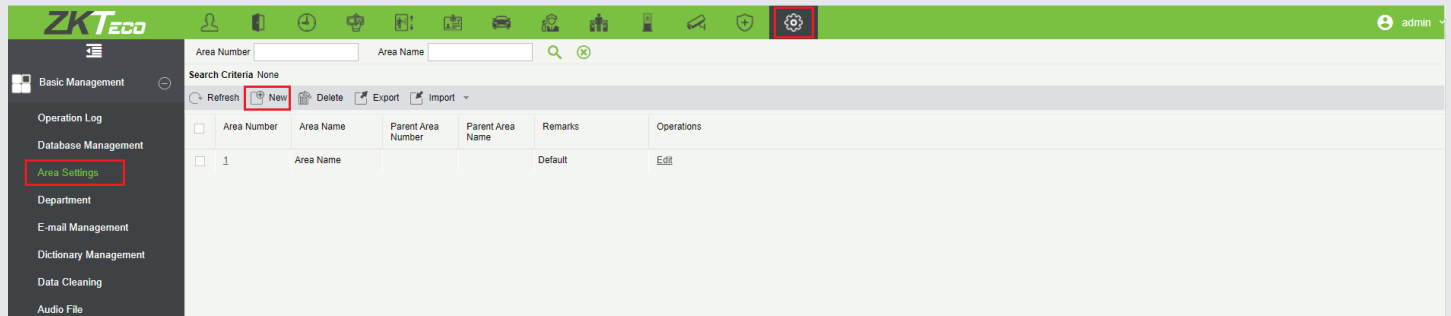 ZKTeco
admin
Area Number
Area Name
Basic Management
Search Criteria None
Refresh New Delete Export Import
Operation Log
Area Number Area Name Parent Area Number Parent Area Name Remarks Operations
Database Management
1 Area Name Default Edit
Area Settings
Department
E-mail Management
Dictionary Management
Data Cleaning
Audio File